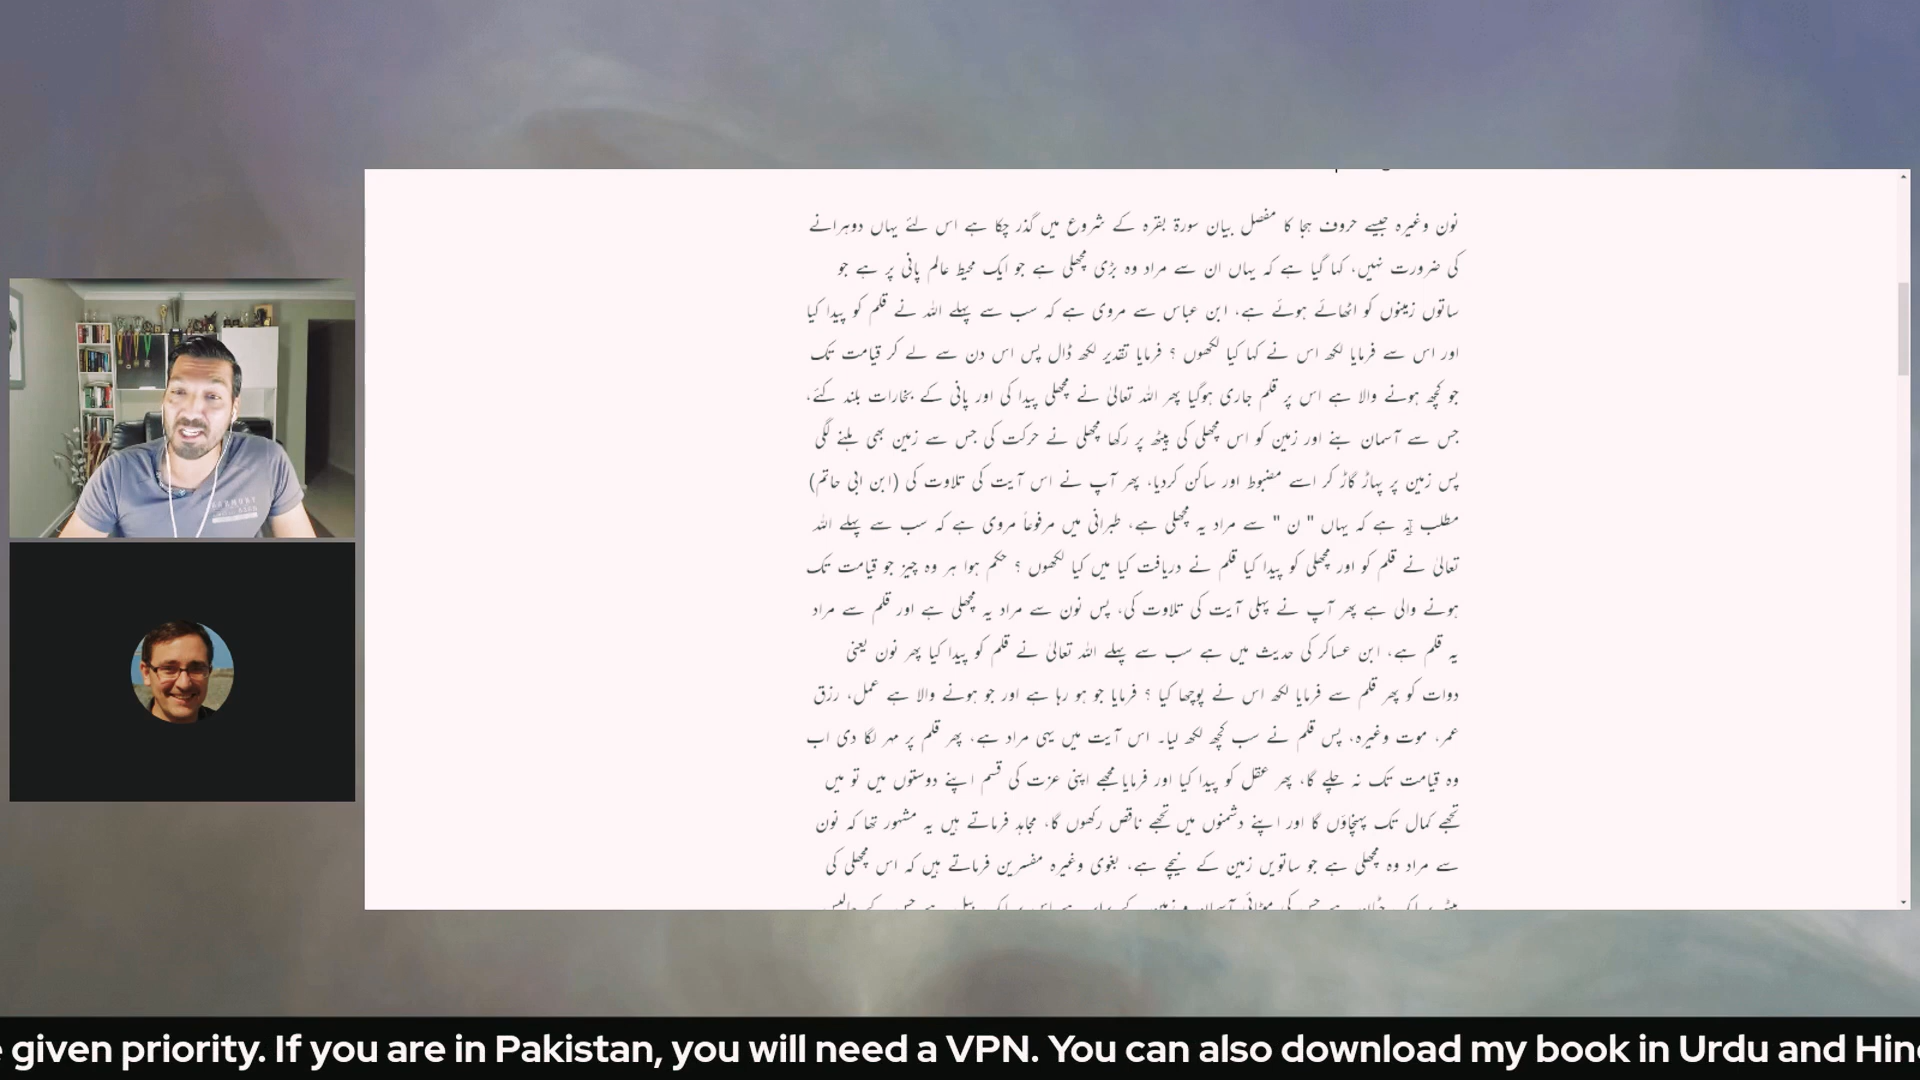 نون وغیرہ جیسے حروف ہجا کا مفصل بیان سورۃ بقرہ کے شروع میں گذر چکا ہے اس لئے یہاں دوہرانے
کی ضرورت نہیں، کہا گیا ہے کہ یہاں ان سے مراد وہ بڑی مچھلی ہے جو ایک محیط عالم پانی پر ہے جو
ساتوں زمینوں کو اٹھائے ہوئے ہے، ابن عباس سے مروی ہے کہ سب سے پہلے اللہ نے قلم کو پیدا کیا
اور اس سے فرمایا لکھ اس نے کہا کیا لکھوں ؟ فرمایا تقدیر لکھ ڈال پس اس دن سے لے کر قیامت تک
جو کچھ ہونے والا ہے اس پر قلم جاری ہوگیا پھر اللہ تعالیٰ نے مچھلی پیدا کی اور پانی کے بخارات بلند کئے،
جس سے آسمان بنے اور زمین کو اس مچھلی کی پیٹھ پر رکھا مچھلی نے حرکت کی جس سے زمین بھی ہلنے لگی
پس زمین پر پہاڑ گاڑ کر اسے مضبوط اور ساکن کردیا، پھر آپ نے اس آیت کی تلاوت کی (ابن ابی حاتم)
مطلب یہ ہے کہ یہاں " ن " سے مراد یہ مچھلی ہے، طبرانی میں مرفوعاً مروی ہے کہ سب سے پہلے اللہ
تعالیٰ نے قلم کو اور مچھلی کو پیدا کیا قلم نے دریافت کیا میں کیا لکھوں ؟ حکم ہوا ہر وہ چیز جو قیامت تک
ہونے والی ہے پھر آپ نے پہلی آیت کی تلاوت کی، پس نون سے مراد یہ مچھلی ہے اور قلم سے مراد
یہ قلم ہے، ابن عساکر کی حدیث میں ہے سب سے پہلے اللہ تعالیٰ نے قلم کو پیدا کیا پھر نون یعنی
دوات کو پھر قلم سے فرمایا لکھ اس نے پوچھا کیا ؟ فرمایا جو ہو رہا ہے اور جو ہونے والا ہے عمل، رزق
عمر، موت وغیرہ، پس قلم نے سب کچھ لکھ لیا۔ اس آیت میں یہی مراد ہے، پھر قلم پر مہر لگا دی اب
وہ قیامت تک نہ چلے گا، پھر عقل کو پیدا کیا اور فرمایا مجھے اپنی عزت کی قسم اپنے دوستوں میں تو میں
تجھے کمال تک پہنچاؤں گا اور اپنے دشمنوں میں تجھے ناقص رکھوں گا، مجاہد فرماتے ہیں یہ مشہور تھا کہ نون
سے مراد وہ مچھلی ہے جو ساتویں زمین کے نیچے ہے، بغوی وغیرہ مفسرین فرماتے ہیں کہ اس مچھلی کی
given priority. If you are in Pakistan, you will need a VPN. You can also download my book in Urdu and